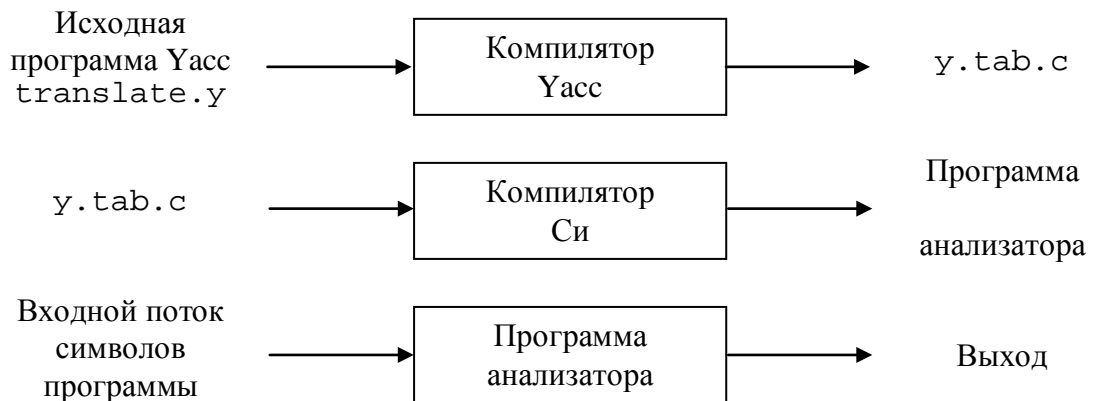 Исходная
программа Yacc
translate.y
Компилятор
Yacc
y.tab.c
y.tab.c
Компилятор
Си
Программа
анализатора
Входной поток
символов
программы
Программа
анализатора
Выход